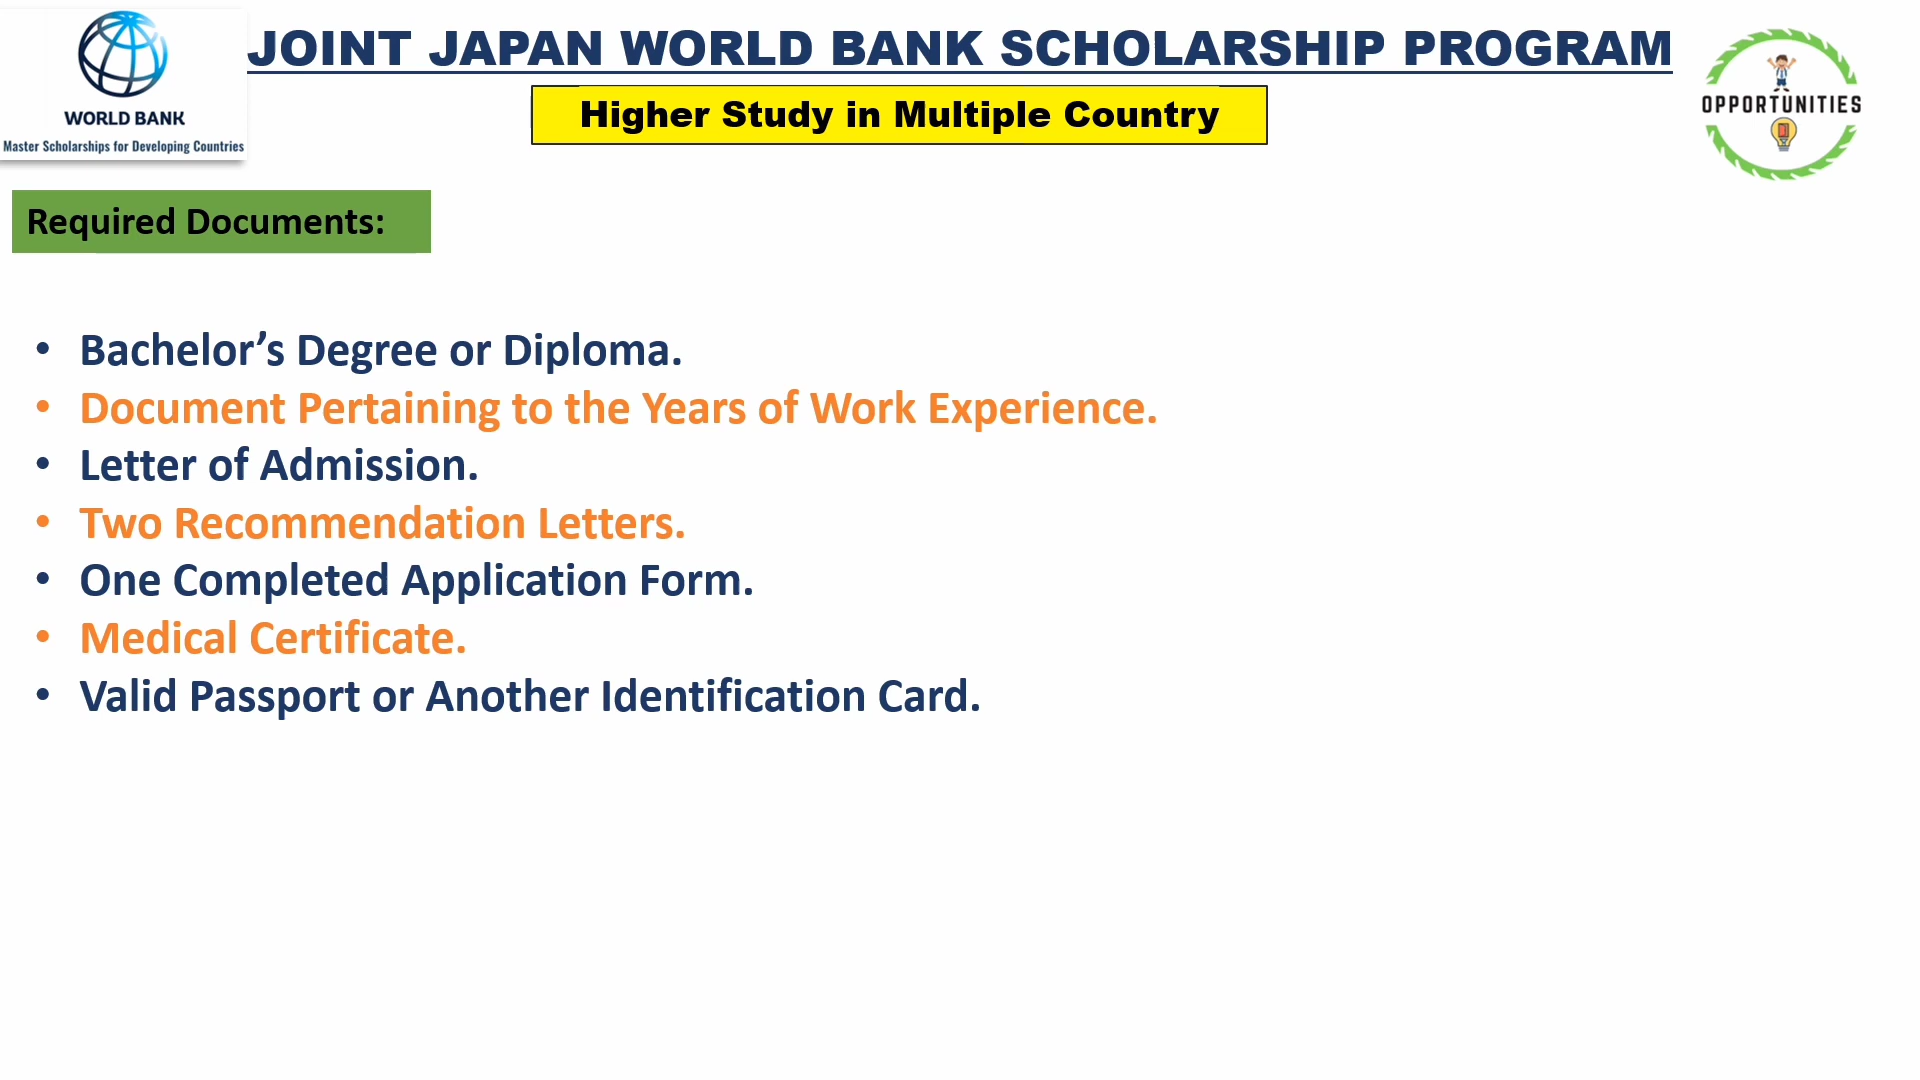 JOINT JAPAN WORLD BANK SCHOLARSHIP PROGRAM
WORLD BANK
Master Scholarships for Developing Countries
Higher Study in Multiple Country
OPPORTUNITIES
Required Documents:
• Bachelor’s Degree or Diploma.
• Document Pertaining to the Years of Work Experience.
• Letter of Admission.
• Two Recommendation Letters.
• One Completed Application Form.
• Medical Certificate.
• Valid Passport or Another Identification Card.